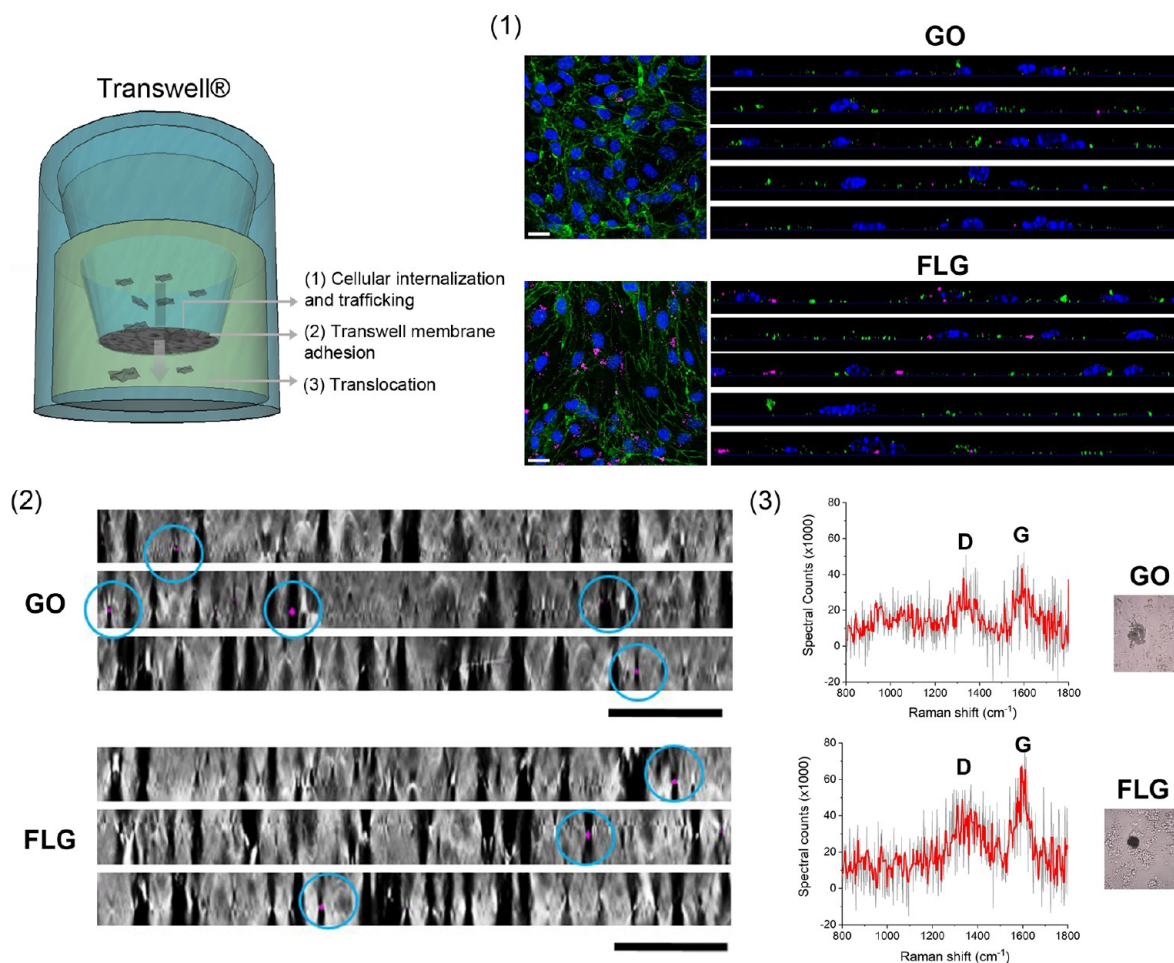 Transwell®
(1) Cellular internalization
and trafficking
(2) Transwell membrane
adhesion
(3) Translocation
(1)
GO
FLG
(2)
GO
FLG
(3)
Spectral Counts (x1000)
80
60
40
20
0
-20
D
G
800 1000 1200 1400 1600 1800
Raman shift (cm⁻¹)
GO
Spectral counts (x1000)
80
60
40
20
0
-20
D
G
800 1000 1200 1400 1600 1800
Raman shift (cm⁻¹)
FLG